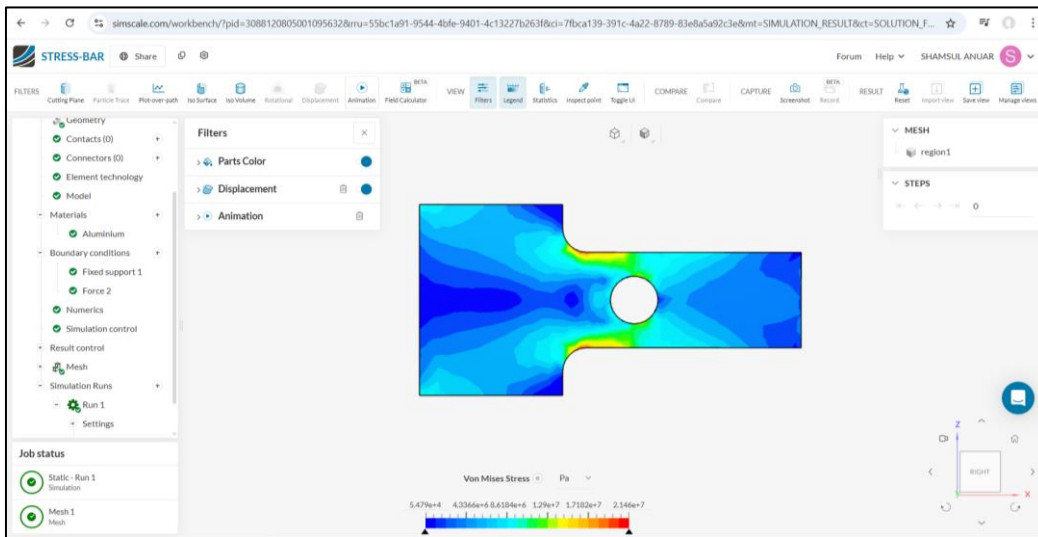 simscale.com/workbench/?pid=3088120805001095632&rru=55bc1a91-9544-4bfe-9401-4c13227b263f&ci=7fbca139-391c-4a22-8789-83e8a5a92c3e&mt=SIMULATION_RESULT&ct=SOLUTION_F...
STRESS-BAR Share Forum Help SHAMSUL ANUAR S
FILTERS Cutting Plane Particle Trace Plot-over-path Iso Surface Iso Volume Rotational Displacement Animation BETA Field Calculator VIEW Filters Legend Statistics Inspect point Toggle UI COMPARE Compare CAPTURE Screenshot BETA Record RESULT Reset Import view Save view Manage views
Geometry
Contacts (0)
Connectors (0)
Element technology
Model
Materials
Aluminium
Boundary conditions
Fixed support 1
Force 2
Numerics
Simulation control
Result control
Mesh
Simulation Runs
Run 1
Settings
Job status
Static - Run 1
Simulation
Mesh 1
Mesh
Filters
Parts Color
Displacement
Animation
MESH
region1
STEPS
0
Von Mises Stress Pa
5.479e+4 4.3366e+6 8.6184e+6 1.29e+7 1.7182e+7 2.146e+7
Z
RIGHT
Y
X